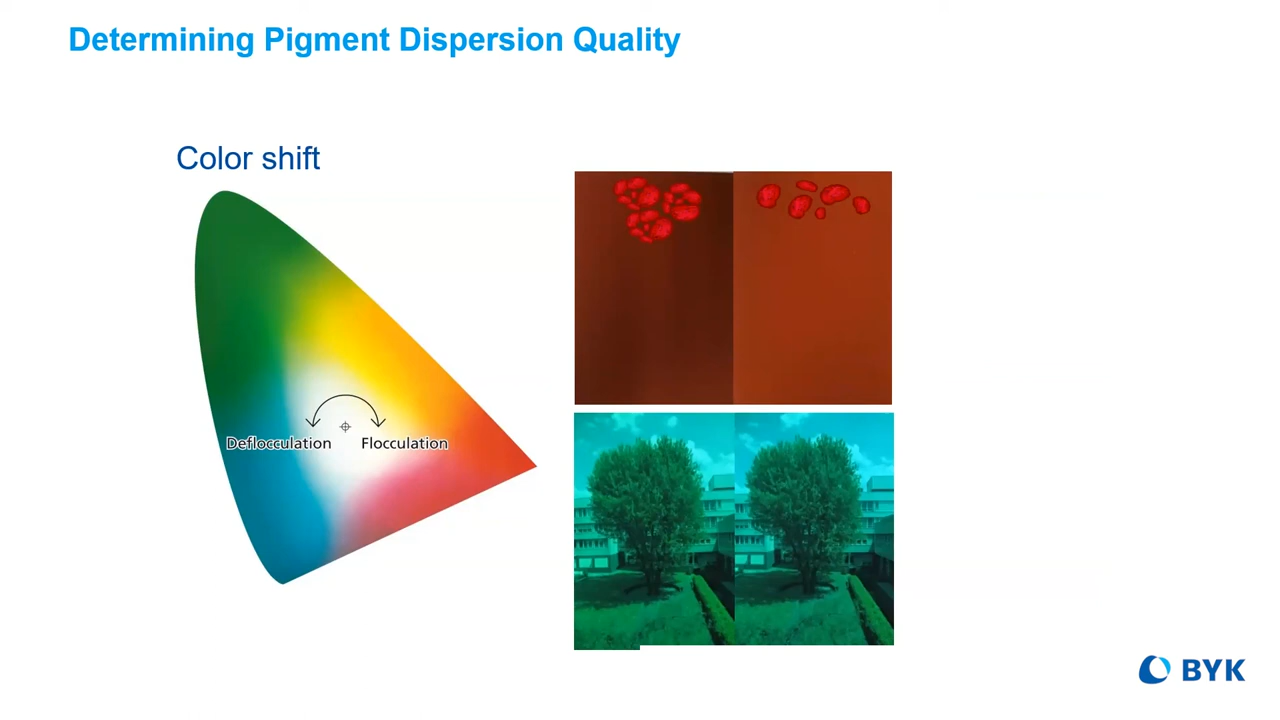 Determining Pigment Dispersion Quality
Color shift
Deflocculation
Flocculation
BYK